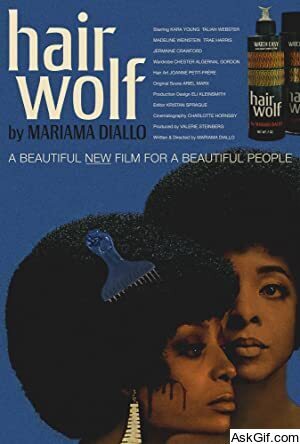 hair
wolf
by MARIAMA DIALLO
Starring KARA YOUNG TALIAH WEBSTER
MADELINE WEINSTEIN TRAE HARRIS
JERMAINE CRAWFORD
Wardrobe CHESTER ALGERNAL GORDON
Hair Art JOANNE PETIT-FRÈRE
Original Score ARIEL MARX
Production Design ELI KLEINSMITH
Editor KRISTAN SPRAGUE
Cinematography CHARLOTTE HORNSBY
Produced by VALERIE STEINBERG
Written & Directed by MARIAMA DIALLO
hair
wolf
hair
wolf
A BEAUTIFUL NEW FILM FOR A BEAUTIFUL PEOPLE
AskGif.com